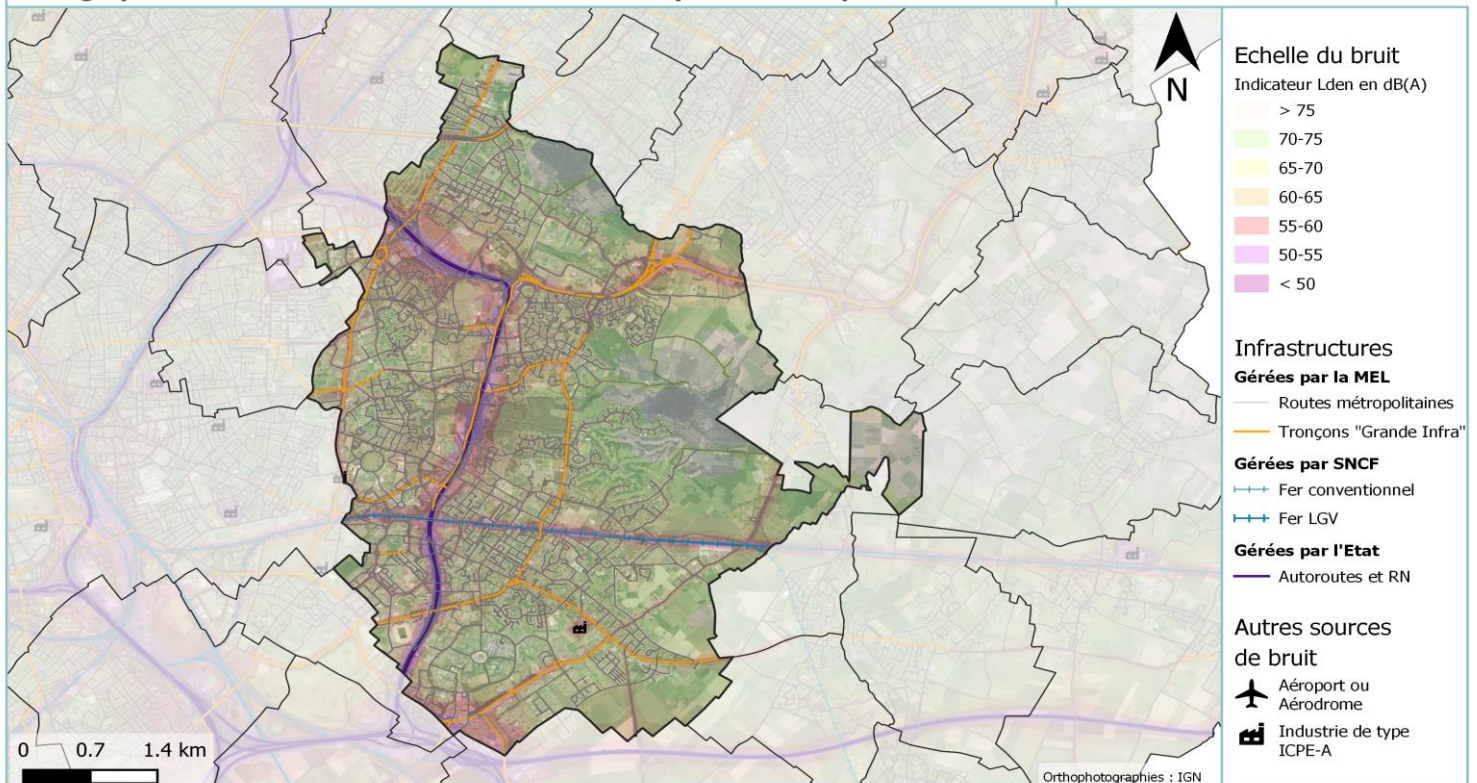 N
0 0.7 1.4 km
Orthophotographies : IGN
Echelle du bruit
Indicateur Lden en dB(A)
> 75
70-75
65-70
60-65
55-60
50-55
< 50
Infrastructures
Gérées par la MEL
Routes métropolitaines
Tronçons "Grande Infra"
Gérées par SNCF
Fer conventionnel
Fer LGV
Gérées par l'Etat
Autoroutes et RN
Autres sources
de bruit
Aéroport ou
Aérodrome
Industrie de type
ICPE-A